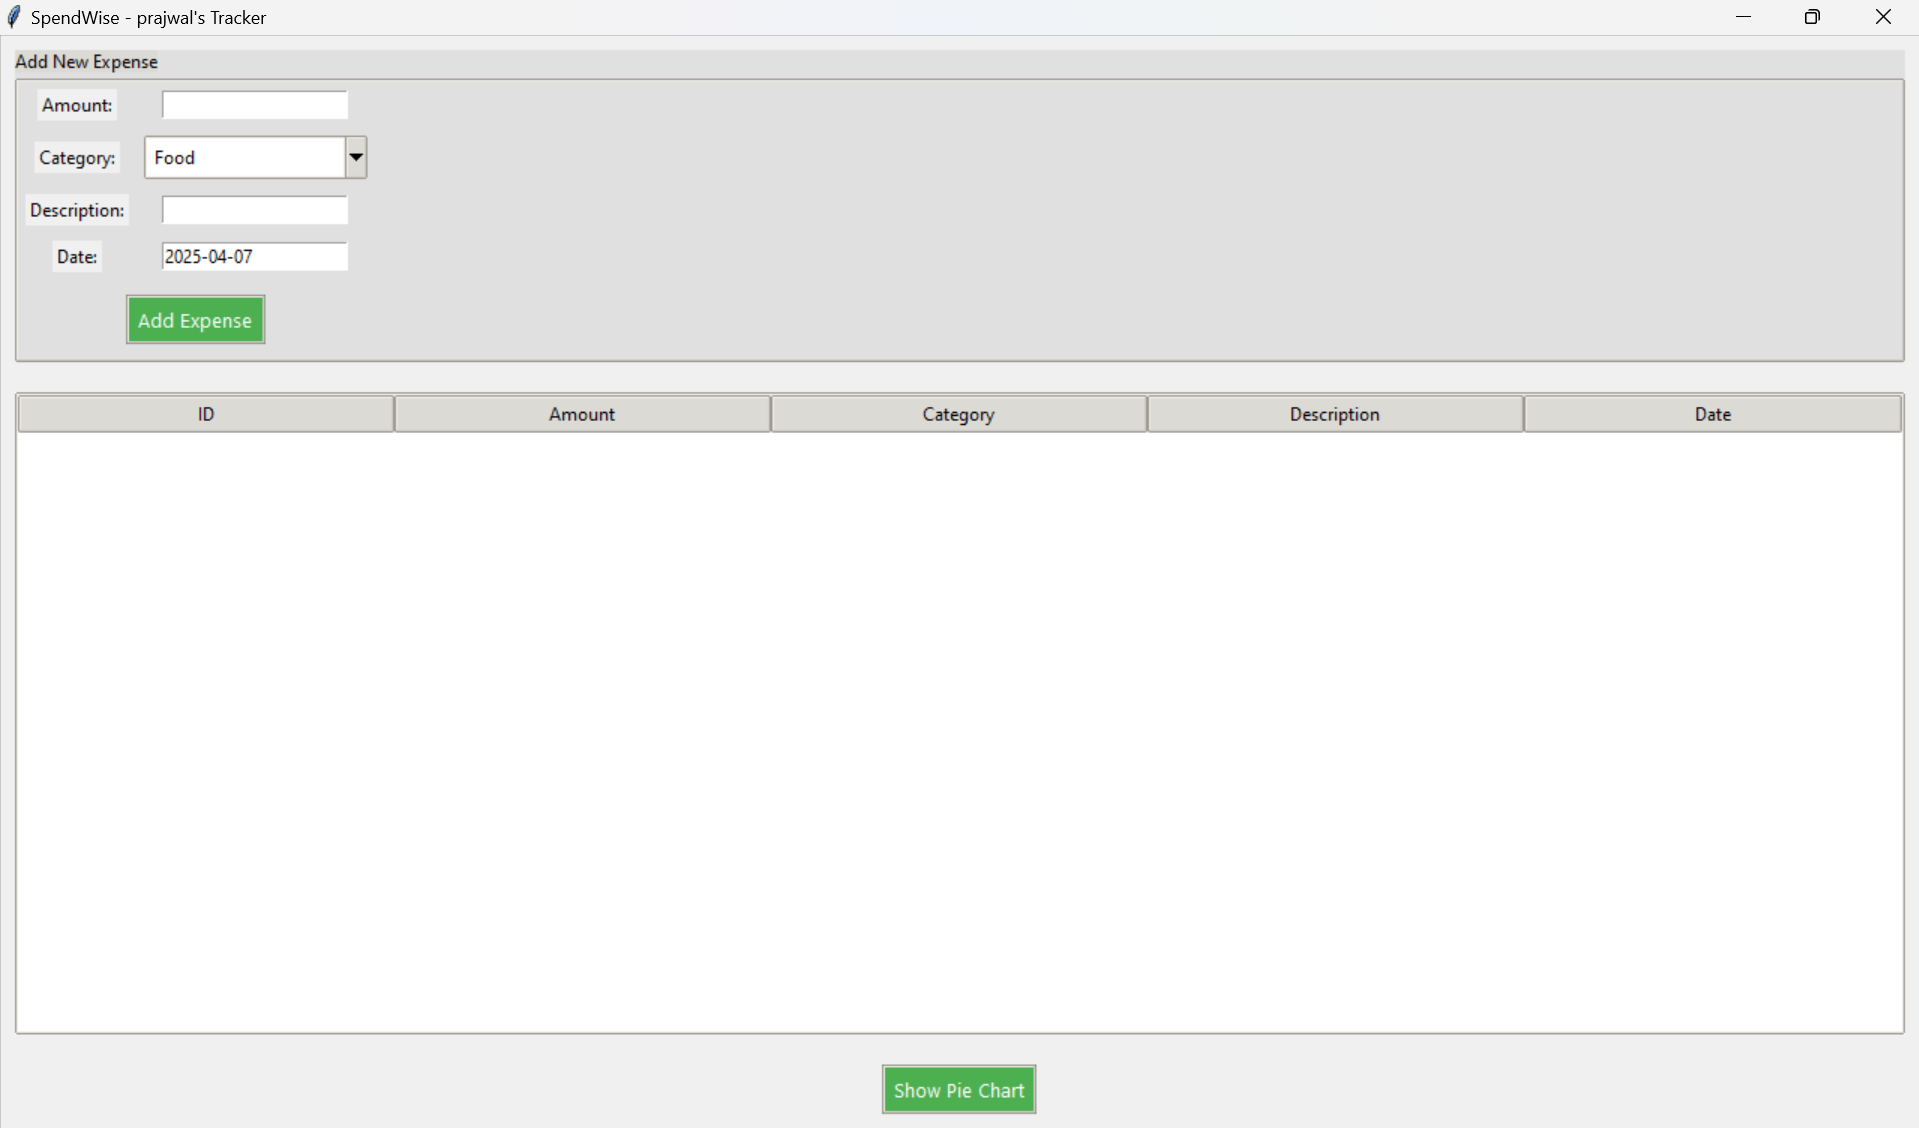 SpendWise - prajwal's Tracker
Add New Expense
Amount:
Category: Food
Description:
Date: 2025-04-07
Add Expense
ID Amount Category Description Date
Show Pie Chart